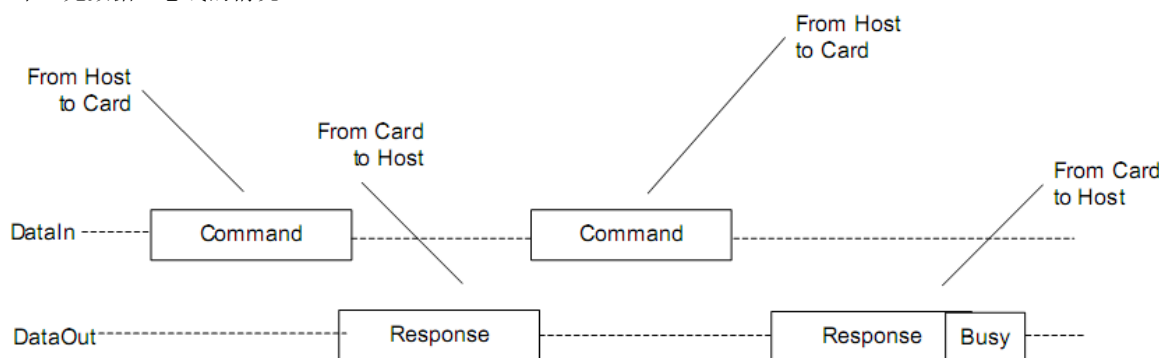 From Host
to Card
From Host
to Card
From Card
to Host
From Card
to Host
DataIn
Command
Command
DataOut
Response
Response
Busy